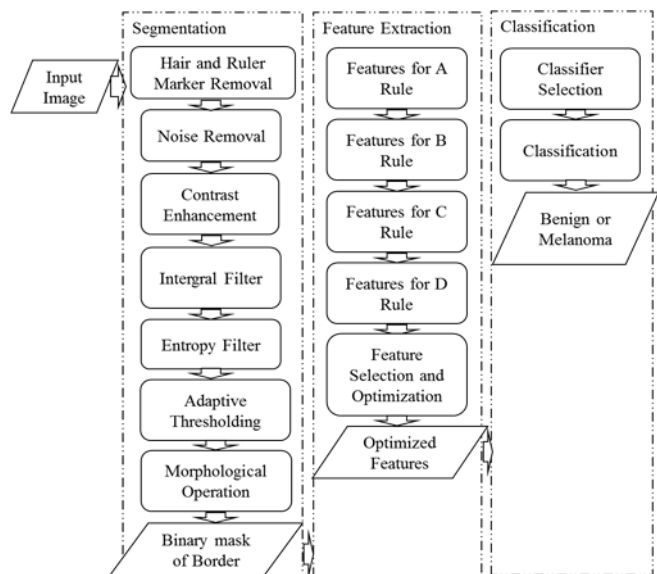 Input
Image
Segmentation
Hair and Ruler
Marker Removal
Noise Removal
Contrast
Enhancement
Intergral Filter
Entropy Filter
Adaptive
Thresholding
Morphological
Operation
Binary mask
of Border
Feature Extraction
Features for A
Rule
Features for B
Rule
Features for C
Rule
Features for D
Rule
Feature
Selection and
Optimization
Optimized
Features
Classification
Classifier
Selection
Classification
Benign or
Melanoma